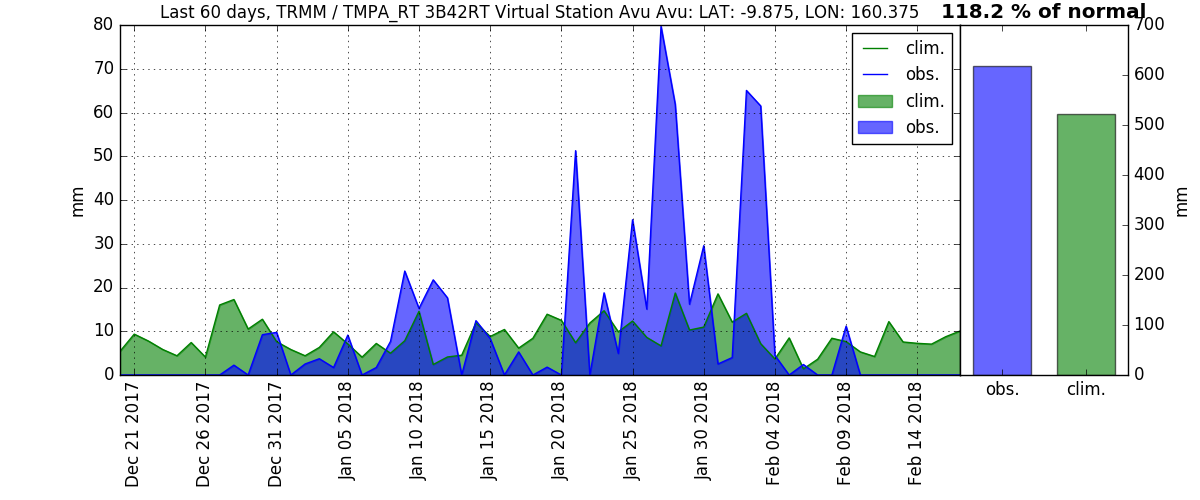 Last 60 days, TRMM / TMPA_RT 3B42RT Virtual Station Avu Avu: LAT: -9.875, LON: 160.375
118.2 % of normal
80
70
60
50
40
30
20
10
0
mm
clim.
obs.
clim.
obs.
Dec 21 2017
Dec 26 2017
Dec 31 2017
Jan 05 2018
Jan 10 2018
Jan 15 2018
Jan 20 2018
Jan 25 2018
Jan 30 2018
Feb 04 2018
Feb 09 2018
Feb 14 2018
700
600
500
400
300
200
100
0
mm
obs.
clim.